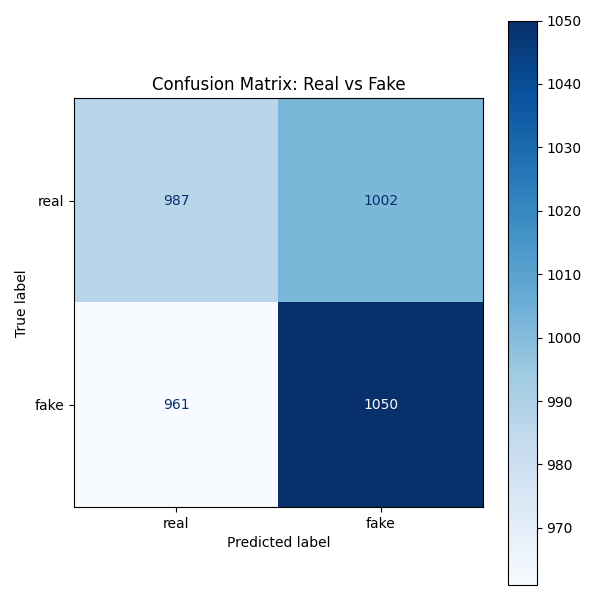 Confusion Matrix: Real vs Fake
real
987
1002
fake
961
1050
real
fake
Predicted label
True label
1050
1040
1030
1020
1010
1000
990
980
970